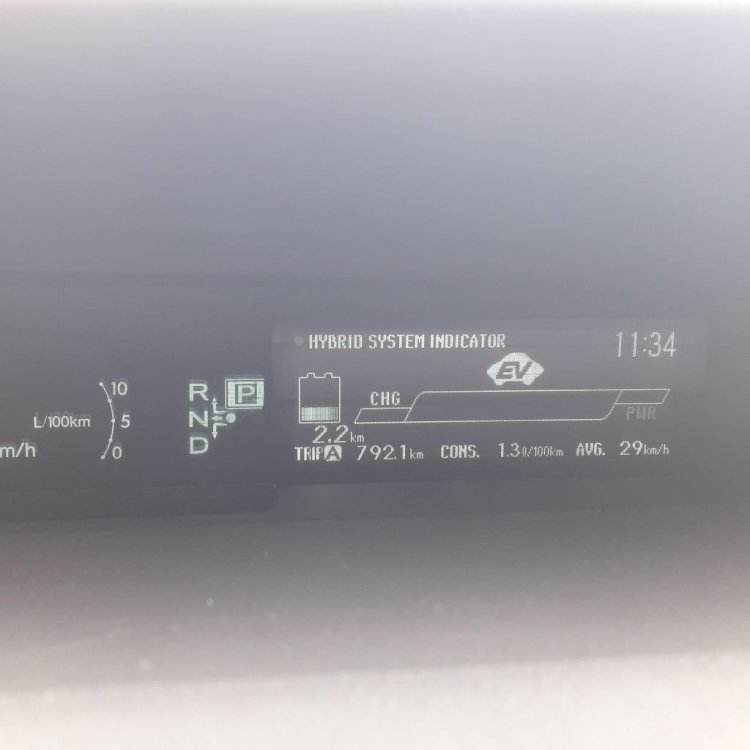 HYBRID SYSTEM INDICATOR 11:34
EV
10 R P
CHG
L/100km 5 N PWR
2.2km
m/h 0 D TRIP A 792.1km CONS. 1.3ℓ/100km AVG. 29km/h